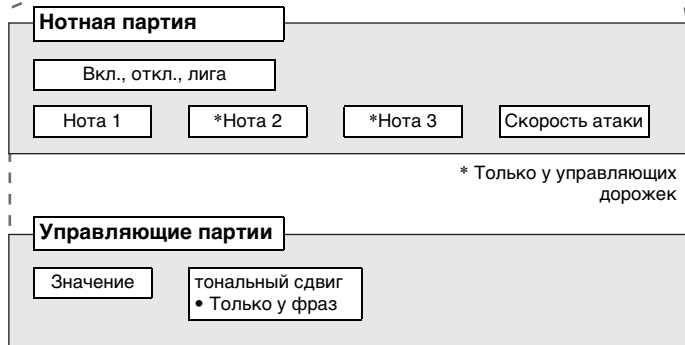 Нотная партия
Вкл., откл., лига
Нота 1
*Нота 2
*Нота 3
Скорость атаки
* Только у управляющих
дорожек
Управляющие партии
Значение
тональный сдвиг
• Только у фраз